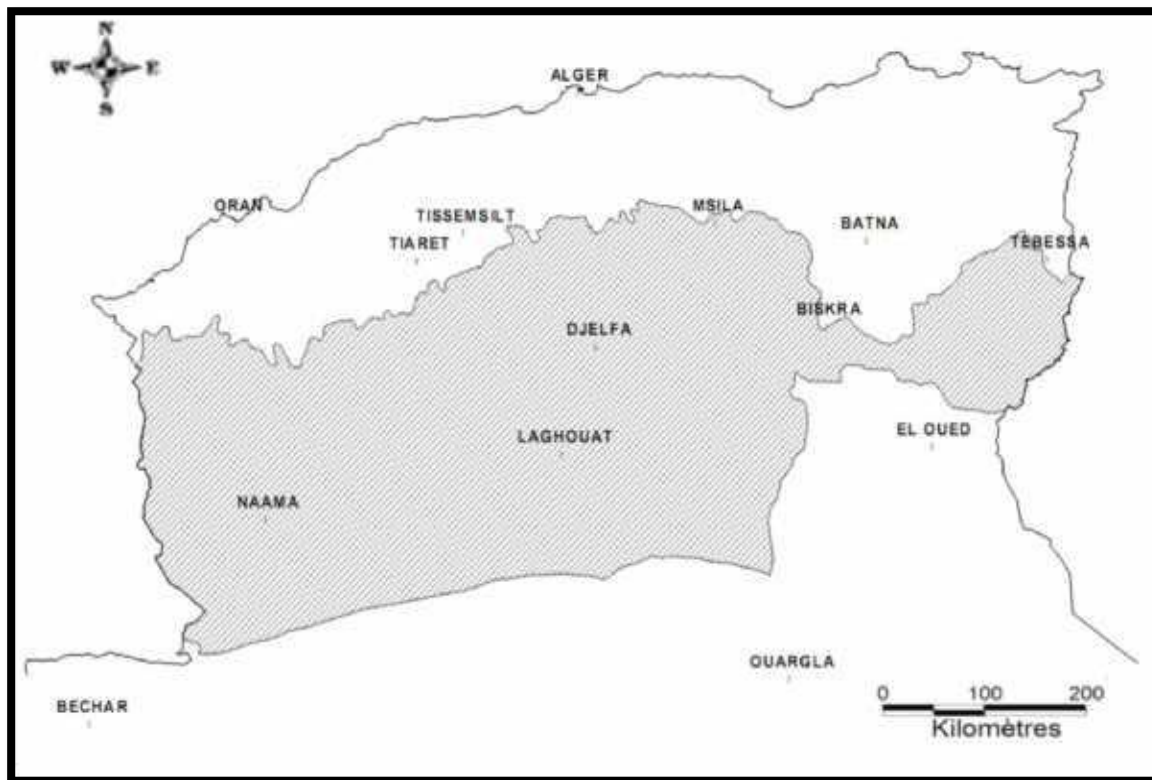 N
W E
S
ALGER
ORAN
MSILA
TISSEMSILT
BATNA
TIARET
TEBESSA
BISKRA
DJELFA
EL OUED
LAGHOUAT
NAAMA
OUARGLA
BECHAR
0 100 200
Kilomètres